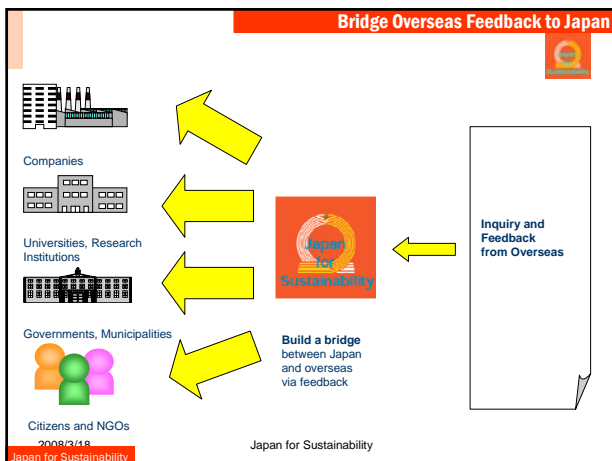 Bridge Overseas Feedback to Japan
Sustainability
Companies
Universities, Research
Institutions
Governments, Municipalities
Citizens and NGOs
Japan
for
Sustainability
Build a bridge
between Japan
and overseas
via feedback
Inquiry and
Feedback
from Overseas
2008/3/18
Japan for Sustainability
Japan for Sustainability